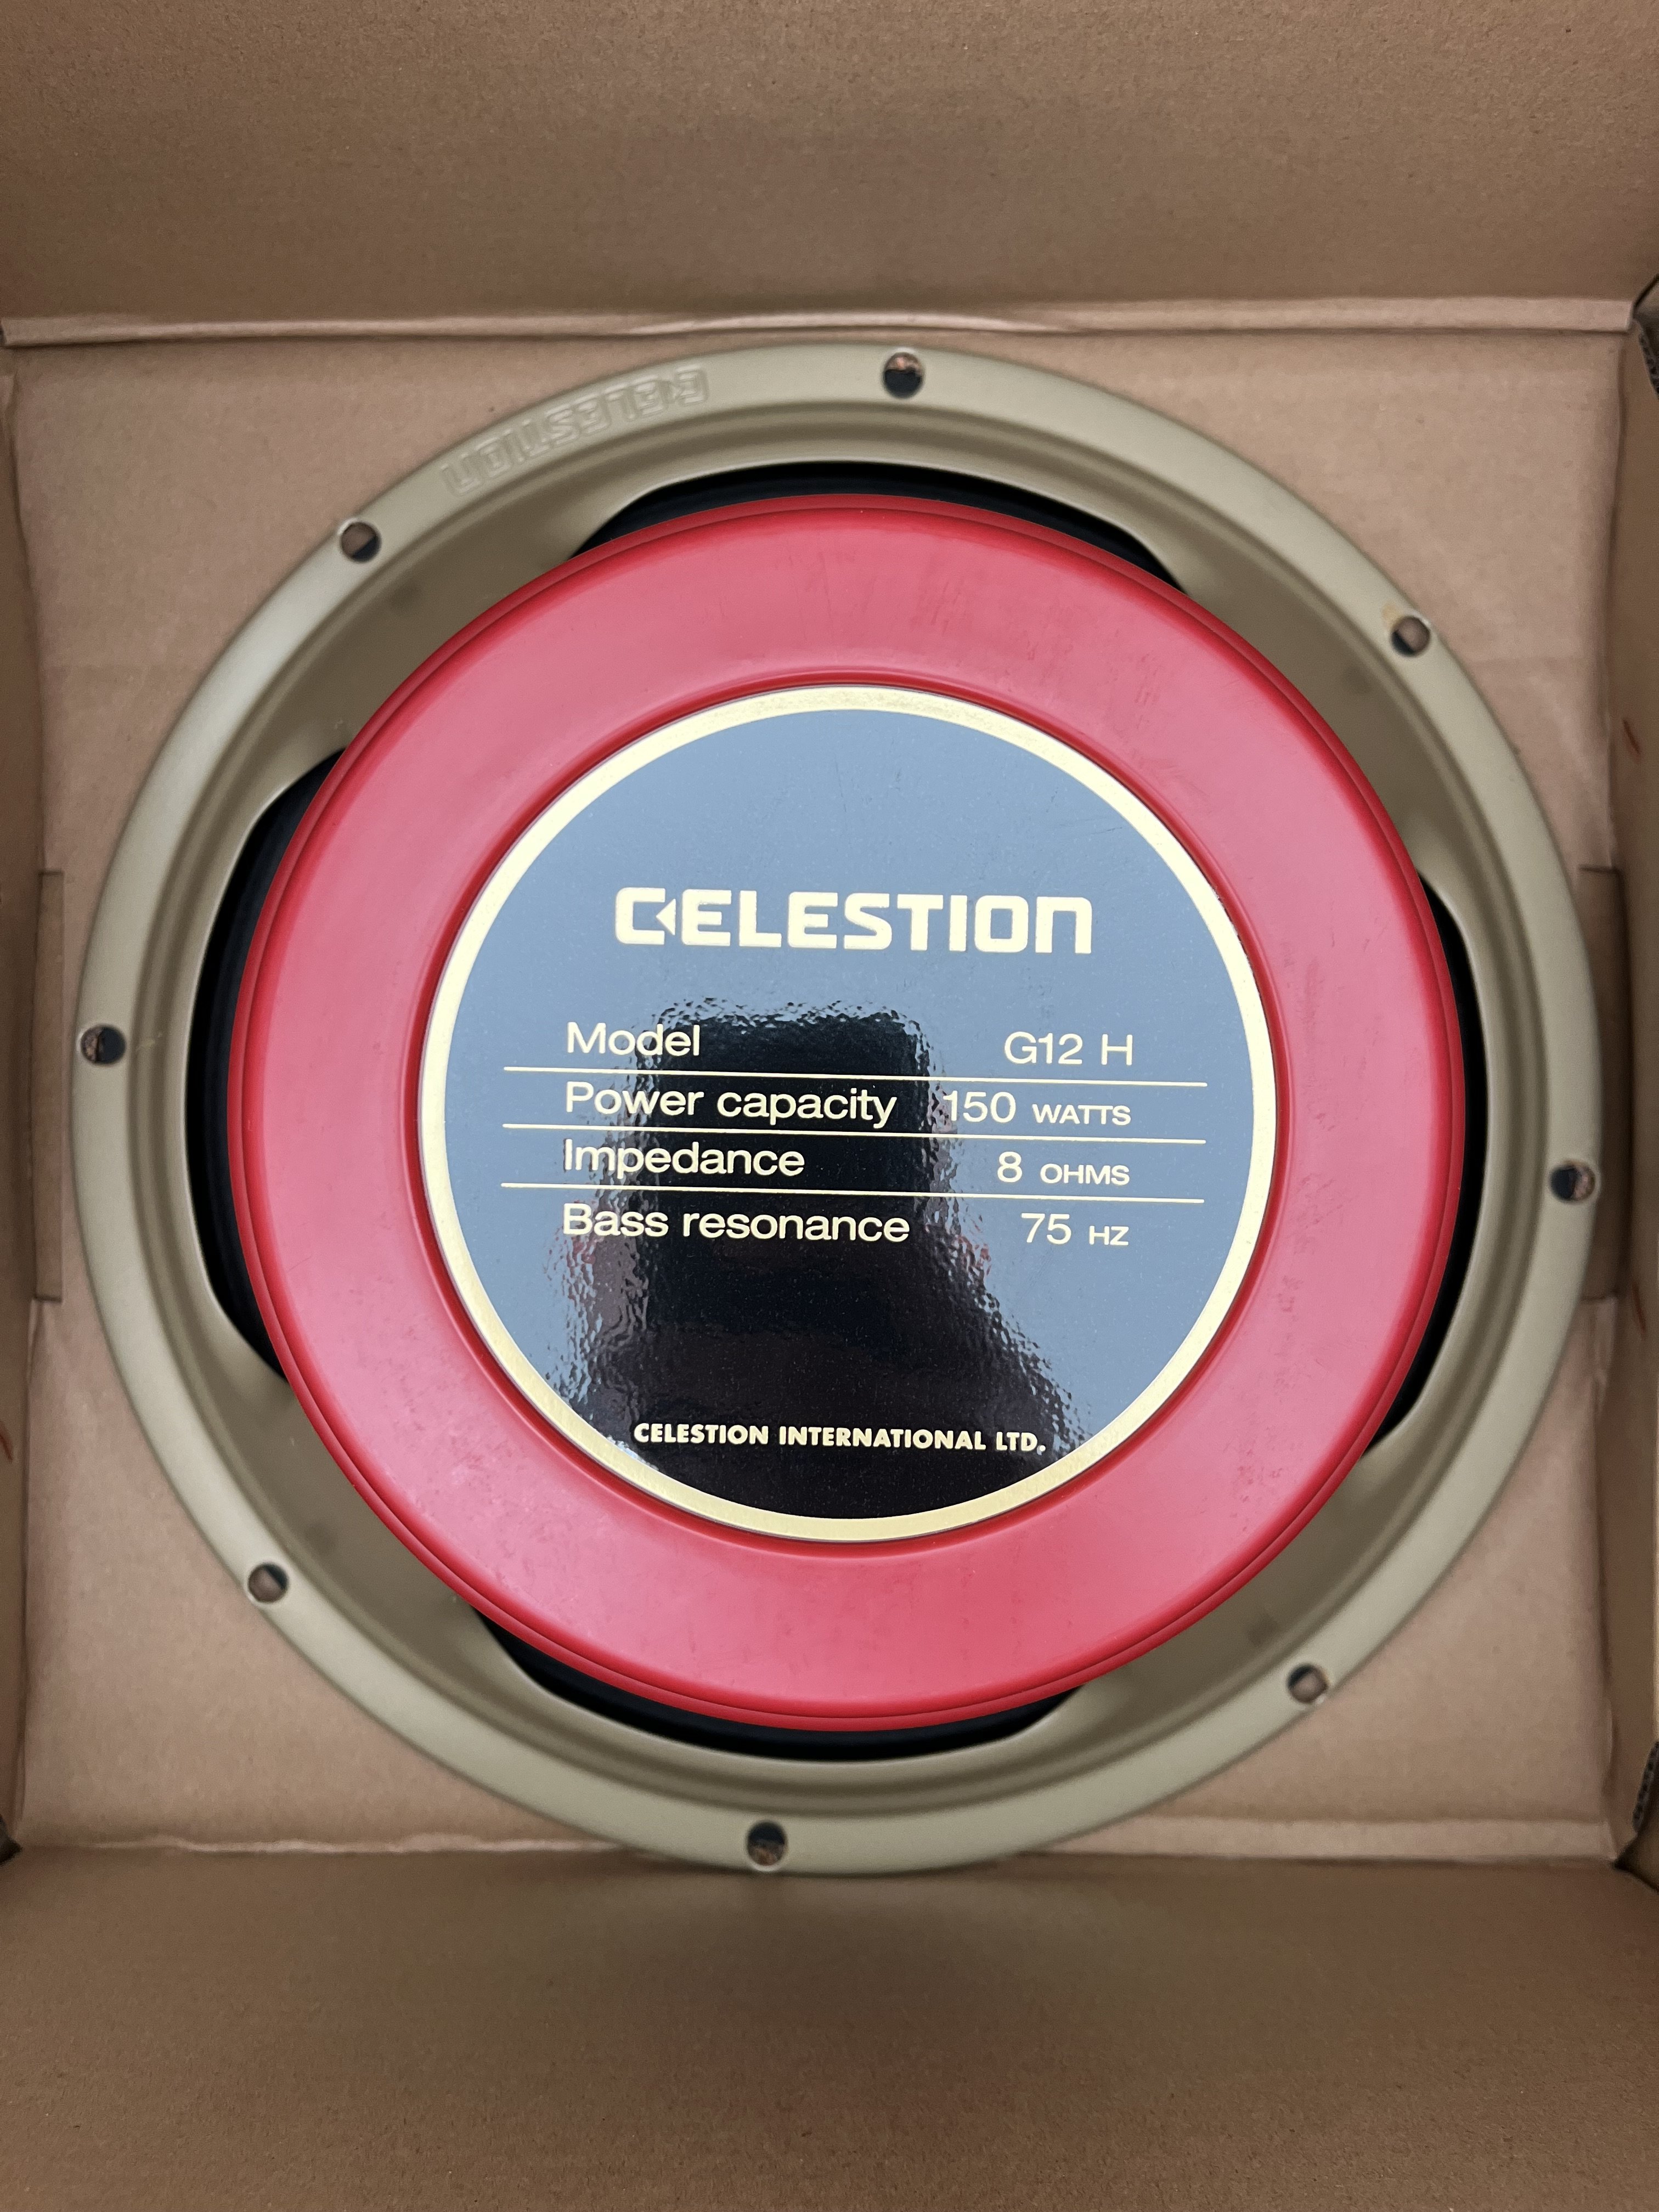 CELESTION
CELESTION
Model G12 H
Power capacity 150 WATTS
Impedance 8 OHMS
Bass resonance 75 HZ
CELESTION INTERNATIONAL LTD.